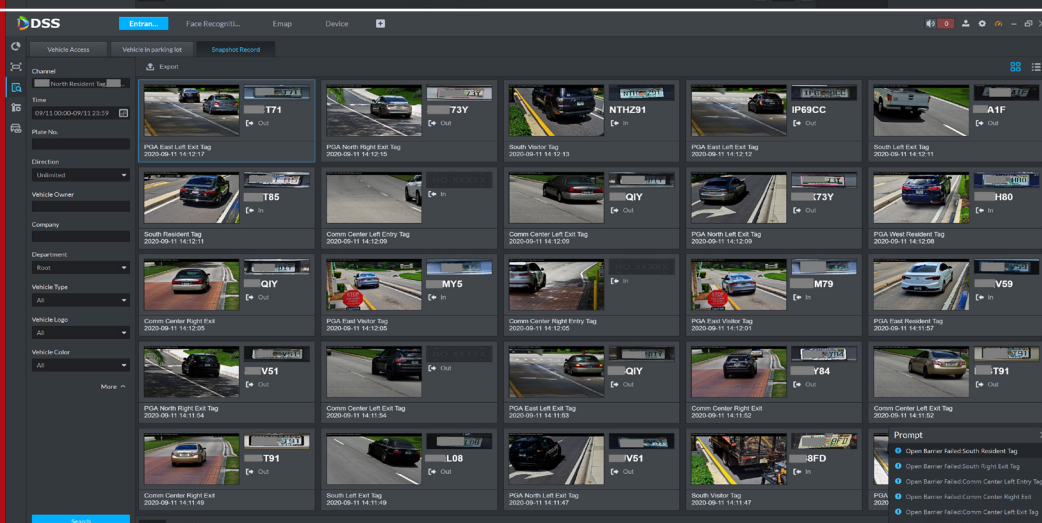 DSS
Entran...
Face Recogniti...
Emap
Device
0
Vehicle Access
Vehicle in parking lot
Snapshot Record
Export
Channel
North Resident Tag
Time
09/11 00:00-09/11 23:59
Plate No.
Direction
Unlimited
Vehicle Owner
Company
Department
Root
Vehicle Type
All
Vehicle Logo
All
Vehicle Color
All
More
Search
T71
Out
PGA East Left Exit Tag
2020-09-11 14:12:17
73Y
Out
PGA North Right Exit Tag
2020-09-11 14:12:15
NTHZ91
In
South Visitor Tag
2020-09-11 14:12:13
IP69CC
Out
PGA East Left Exit Tag
2020-09-11 14:12:12
A1F
Out
South Left Exit Tag
2020-09-11 14:12:11
T85
In
South Resident Tag
2020-09-11 14:12:11
In
Comm Center Left Entry Tag
2020-09-11 14:12:09
QIY
Out
Comm Center Left Exit Tag
2020-09-11 14:12:09
73Y
Out
PGA North Left Exit Tag
2020-09-11 14:12:09
H80
In
PGA West Resident Tag
2020-09-11 14:12:08
QIY
Out
Comm Center Right Exit
2020-09-11 14:12:05
MY5
In
PGA East Visitor Tag
2020-09-11 14:12:05
In
Comm Center Right Entry Tag
2020-09-11 14:12:05
M79
In
PGA East Visitor Tag
2020-09-11 14:12:01
V59
In
PGA East Resident Tag
2020-09-11 14:11:57
V51
Out
PGA North Right Exit Tag
2020-09-11 14:11:54
Out
Comm Center Left Exit Tag
2020-09-11 14:11:54
QIY
Out
PGA East Left Exit Tag
2020-09-11 14:11:53
Y84
Out
Comm Center Right Exit
2020-09-11 14:11:52
T91
Out
Comm Center Left Exit Tag
2020-09-11 14:11:52
T91
Out
Comm Center Right Exit
2020-09-11 14:11:49
L08
Out
South Left Exit Tag
2020-09-11 14:11:49
V51
Out
PGA North Left Exit Tag
2020-09-11 14:11:47
8FD
In
South Visitor Tag
2020-09-11 14:11:47
PGA
Prompt
Open Barrier Failed:South Resident Tag
Open Barrier Failed:South Right Exit Tag
Open Barrier Failed:Comm Center Left Entry Tag
Open Barrier Failed:Comm Center Right Exit
Open Barrier Failed:Comm Center Left Exit Tag